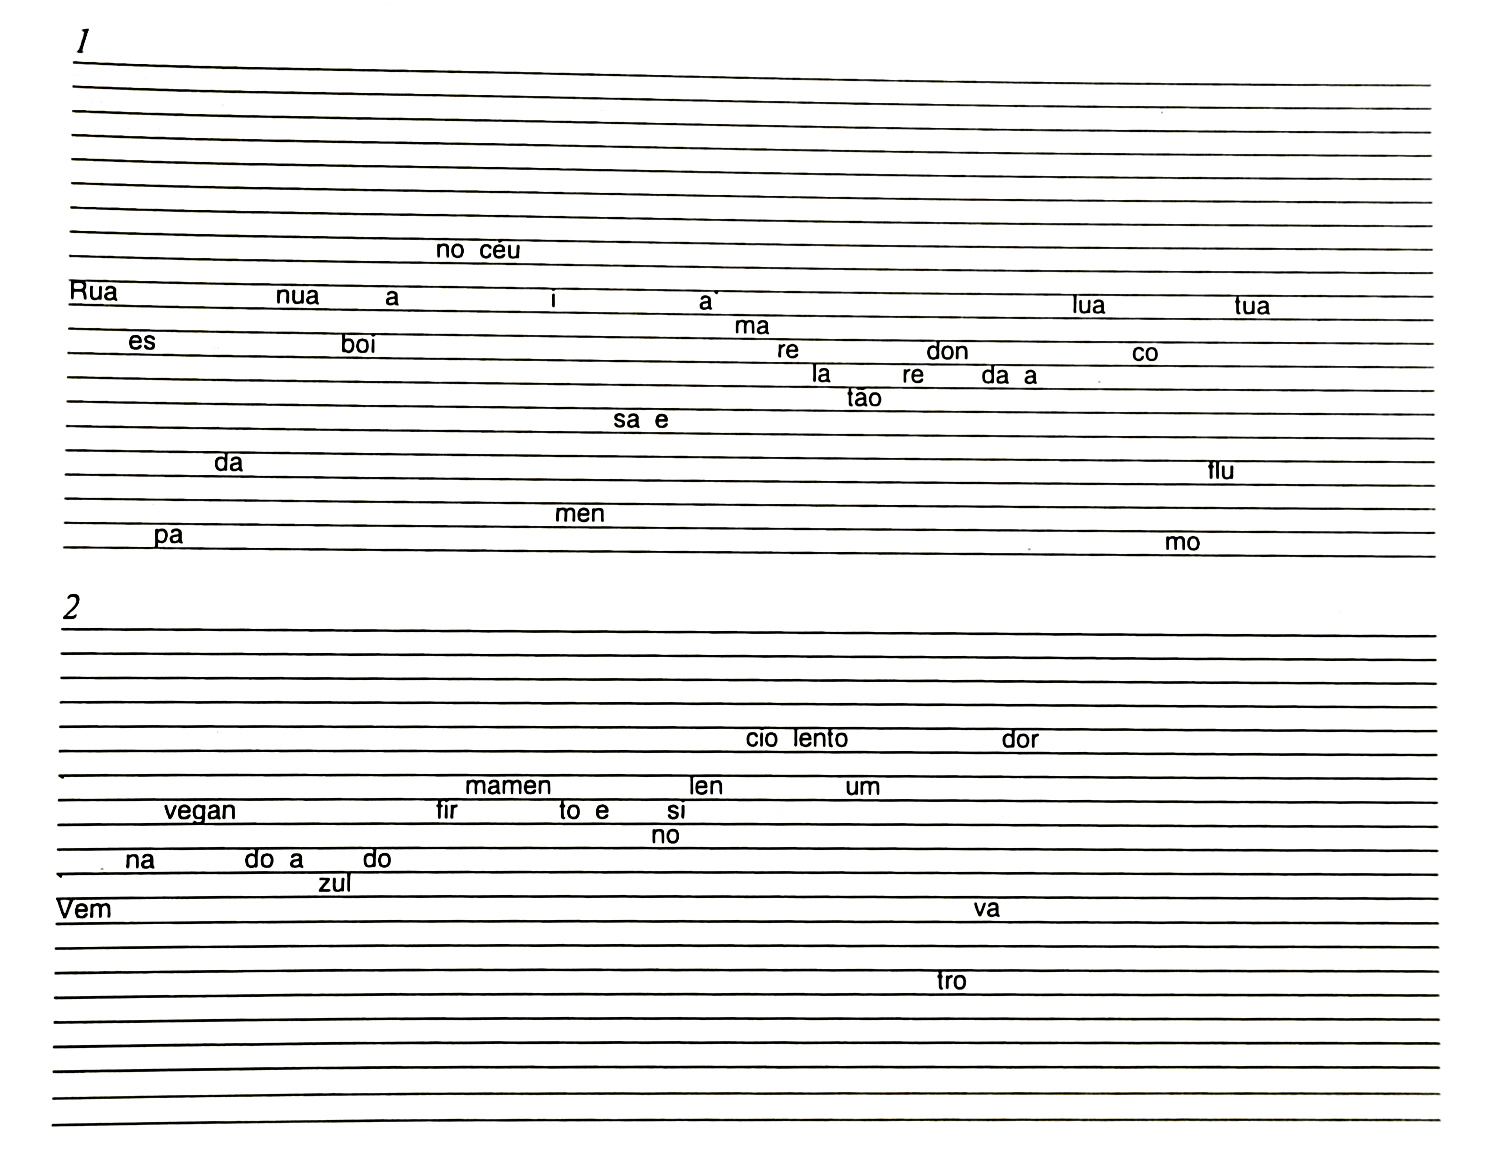 1
no céu
Rua nua a i a lua tua
ma
es boi re don co
la re da a
tão
sa e
da flu
men
pa mo
2
cio lento dor
mamen len um
vegan fir to e si
no
na do a do
zul
Vem va
tro